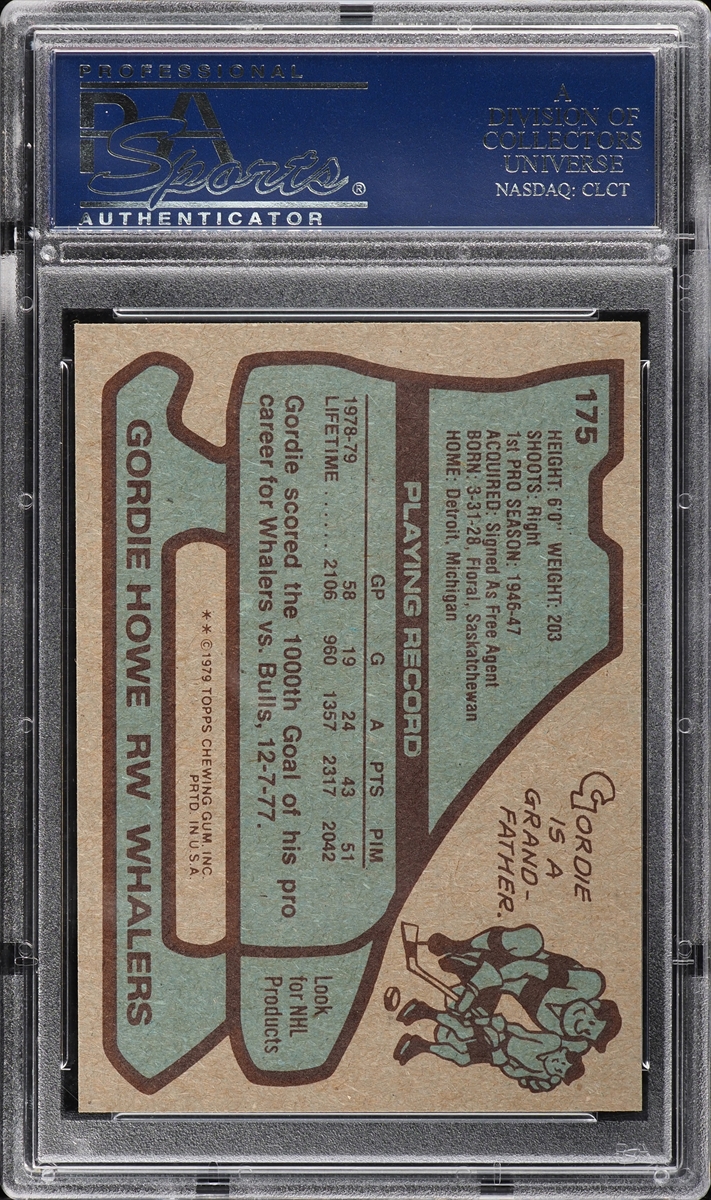 PROFESSIONAL
PSA
Sports®
AUTHENTICATOR
A
DIVISION OF
COLLECTORS
UNIVERSE
NASDAQ: CLCT
175
HEIGHT: 6'0" WEIGHT: 203
SHOOTS: Right
1st PRO SEASON: 1946-47
ACQUIRED: Signed As Free Agent
BORN: 3-31-28, Floral, Saskatchewan
HOME: Detroit, Michigan
GORDIE
IS A
GRAND-
FATHER.
PLAYING RECORD
GP G A PTS PIM
1978-79 58 19 24 43 51
LIFETIME ....... 2106 960 1357 2317 2042
Gordie scored the 1000th Goal of his pro
career for Whalers vs. Bulls, 12-7-77.
Look
for NHL
Products
* * © 1979 TOPPS CHEWING GUM, INC.
PRTD. IN U.S.A.
GORDIE HOWE RW WHALERS